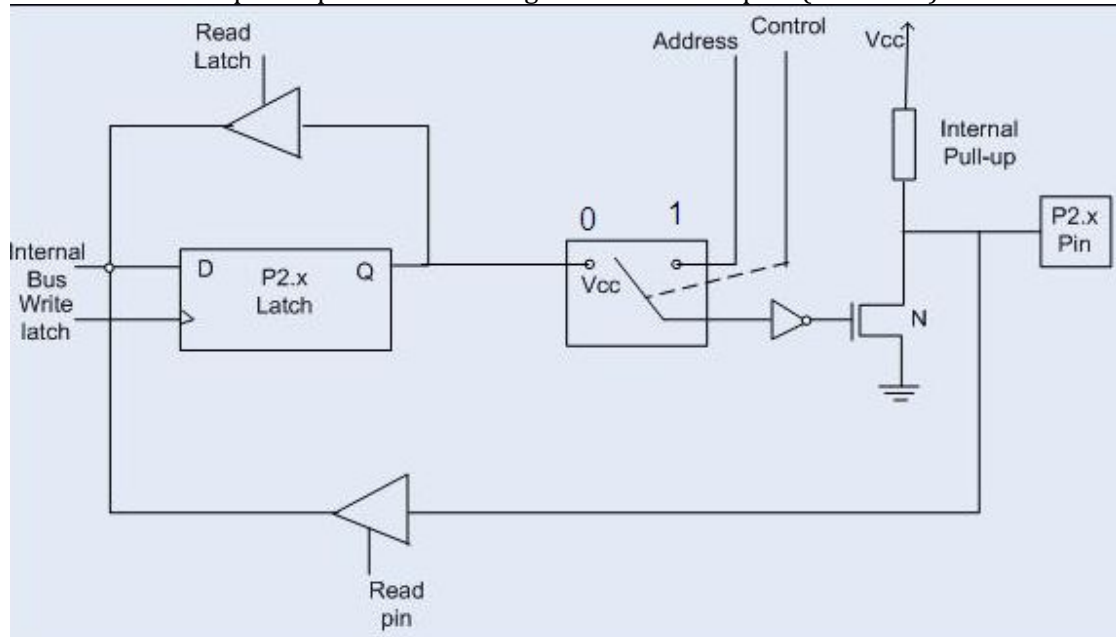 Read
Latch
Address
Control
Vcc
Internal
Pull-up
0
1
P2.x
Pin
Internal
Bus
Write
latch
D
P2.x
Latch
Q
Vcc
N
Read
pin